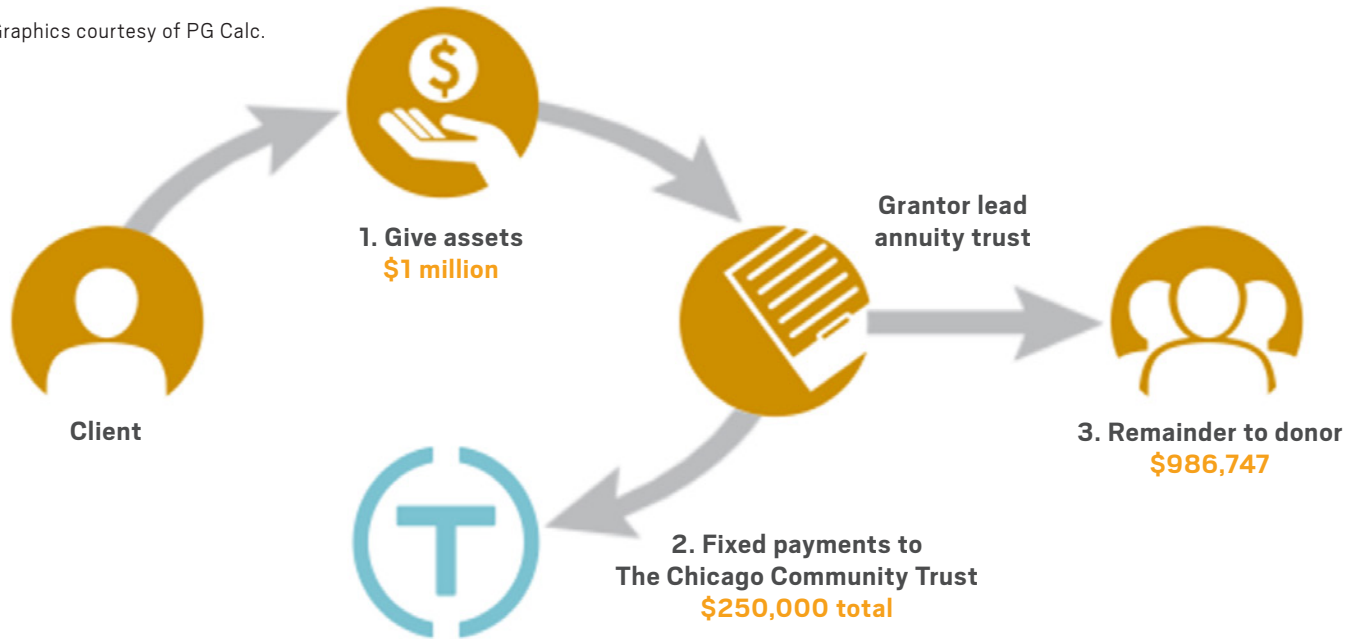 Graphics courtesy of PG Calc.
$
1. Give assets
$1 million
Grantor lead
annuity trust
Client
3. Remainder to donor
$986,747
T
2. Fixed payments to
The Chicago Community Trust
$250,000 total